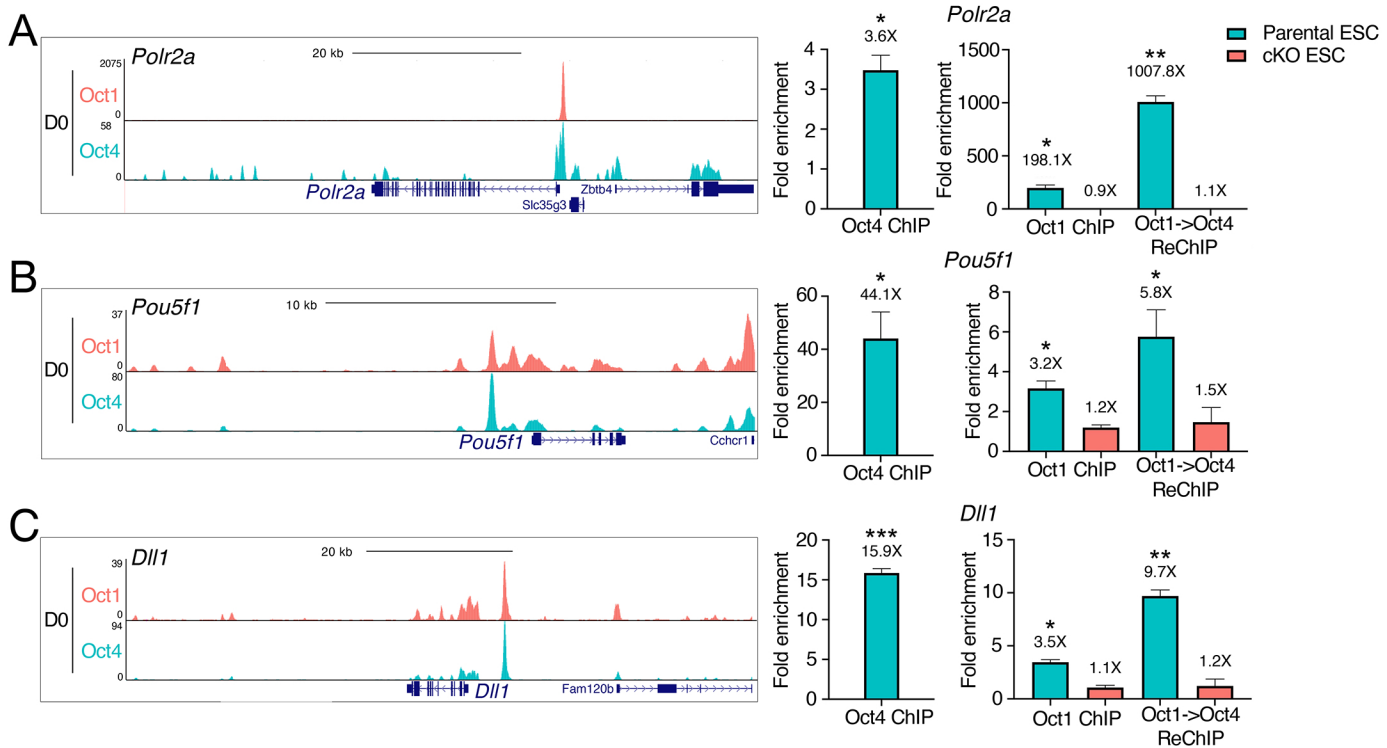 A
Polr2a
20 kb
2075
Oct1
0
D0
58
Oct4
0
Polr2a
Zbtb4
Slc35g3
Fold enrichment
4
3
2
1
0
*
3.6X
Oct4 ChIP
Polr2a
Fold enrichment
1500
1000
500
0
*
198.1X
0.9X
**
1007.8X
1.1X
Oct1 ChIP
Oct1->Oct4
ReChIP
Parental ESC
cKO ESC
B
Pou5f1
10 kb
37
Oct1
0
D0
80
Oct4
0
Pou5f1
Cchcr1
Fold enrichment
60
40
20
0
*
44.1X
Oct4 ChIP
Pou5f1
Fold enrichment
8
6
4
2
0
*
3.2X
1.2X
*
5.8X
1.5X
Oct1 ChIP
Oct1->Oct4
ReChIP
C
Dll1
20 kb
39
Oct1
0
D0
94
Oct4
0
Dll1
Fam120b
Fold enrichment
20
15
10
5
0
***
15.9X
Oct4 ChIP
Dll1
Fold enrichment
15
10
5
0
*
3.5X
1.1X
**
9.7X
1.2X
Oct1 ChIP
Oct1->Oct4
ReChIP